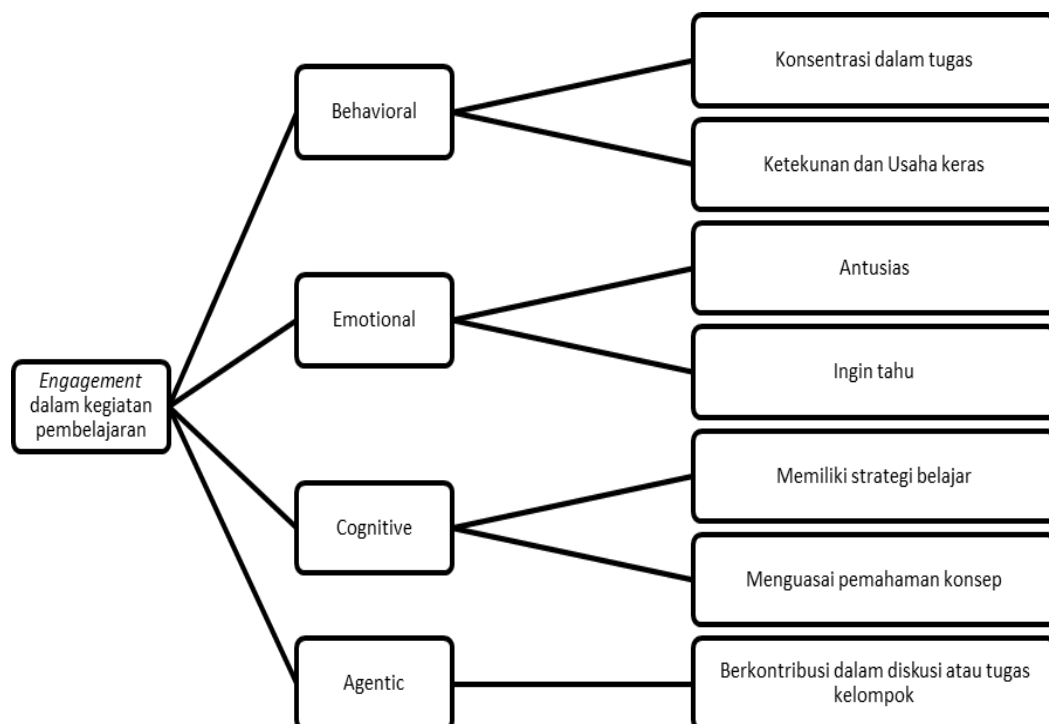 Engagement
dalam kegiatan
pembelajaran
Behavioral
Konsentrasi dalam tugas
Ketekunan dan Usaha keras
Emotional
Antusias
Ingin tahu
Cognitive
Memiliki strategi belajar
Menguasai pemahaman konsep
Agentic
Berkontribusi dalam diskusi atau tugas
kelompok